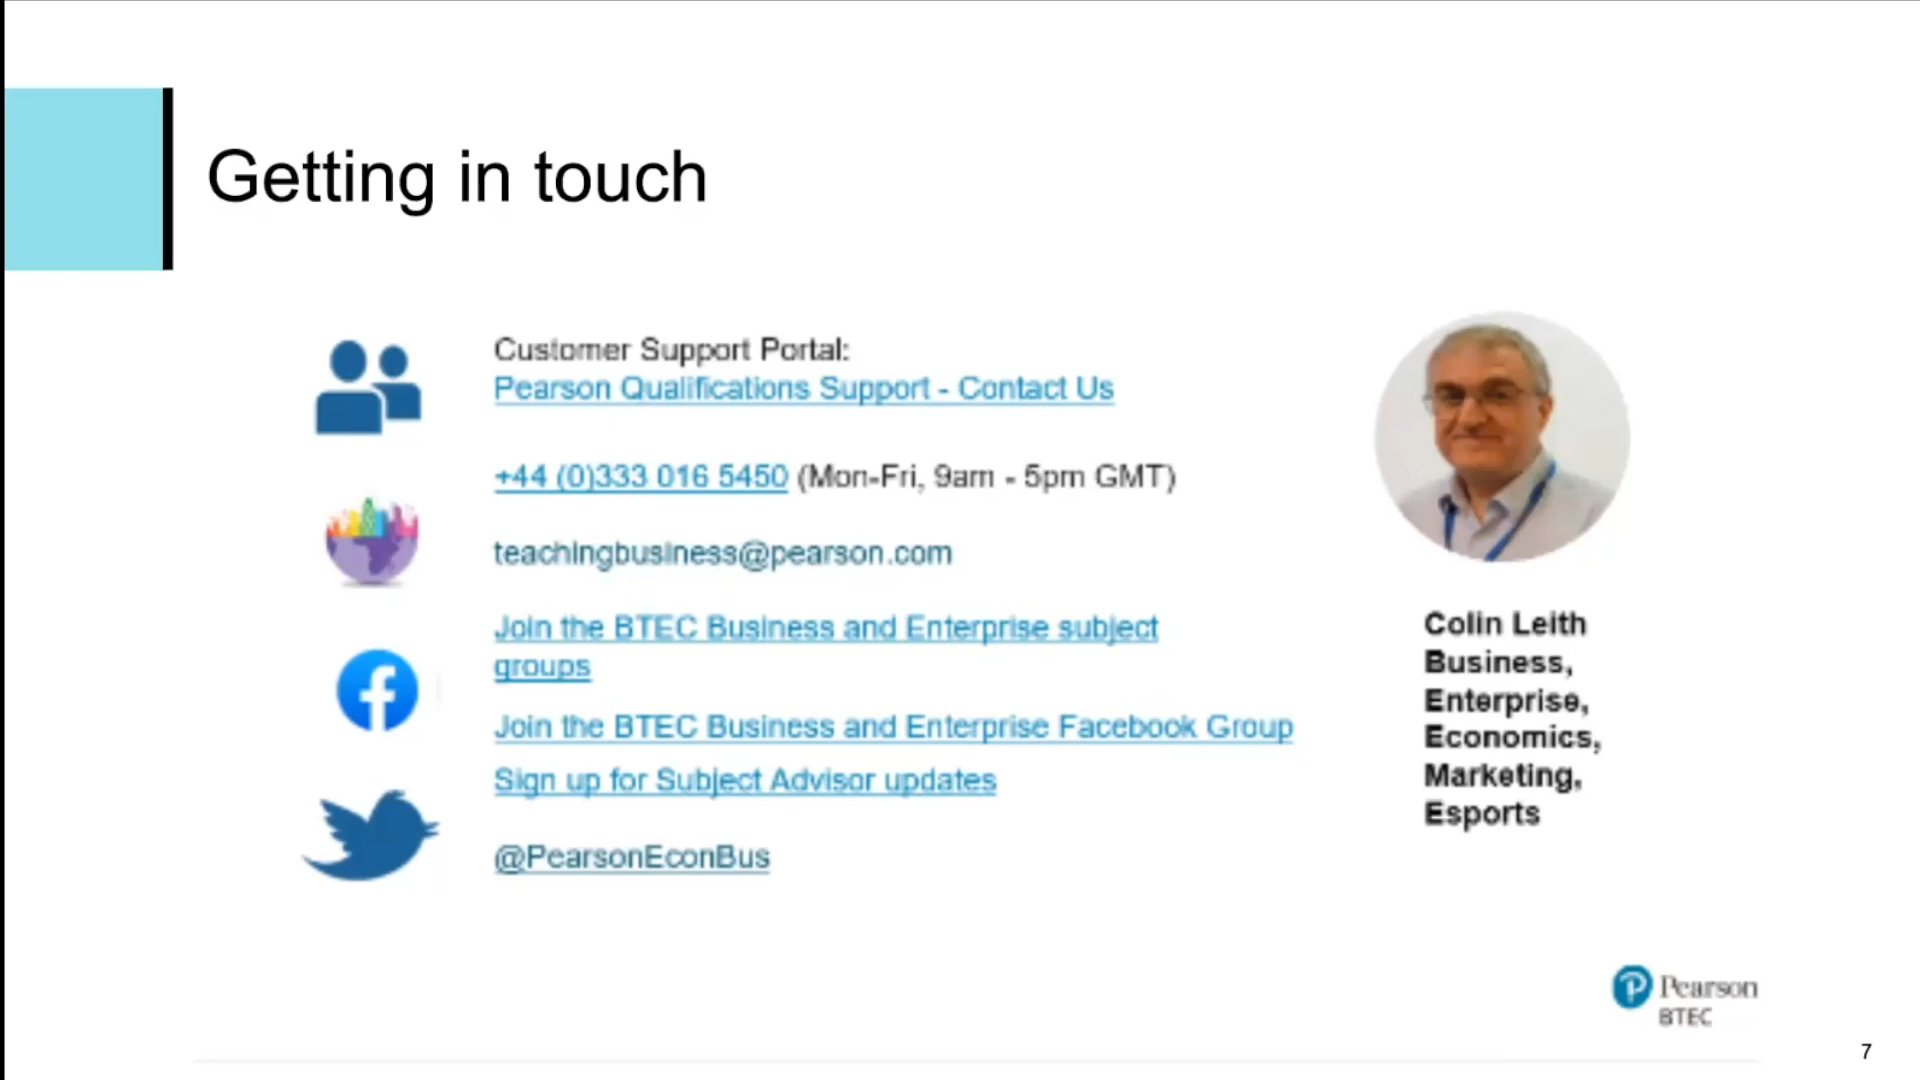 Getting in touch
Customer Support Portal:
Pearson Qualifications Support - Contact Us
+44 (0)333 016 5450 (Mon-Fri, 9am - 5pm GMT)
teachingbusiness@pearson.com
Join the BTEC Business and Enterprise subject
groups
Join the BTEC Business and Enterprise Facebook Group
Sign up for Subject Advisor updates
@PearsonEconBus
Colin Leith
Business,
Enterprise,
Economics,
Marketing,
Esports
Pearson
BTEC
7